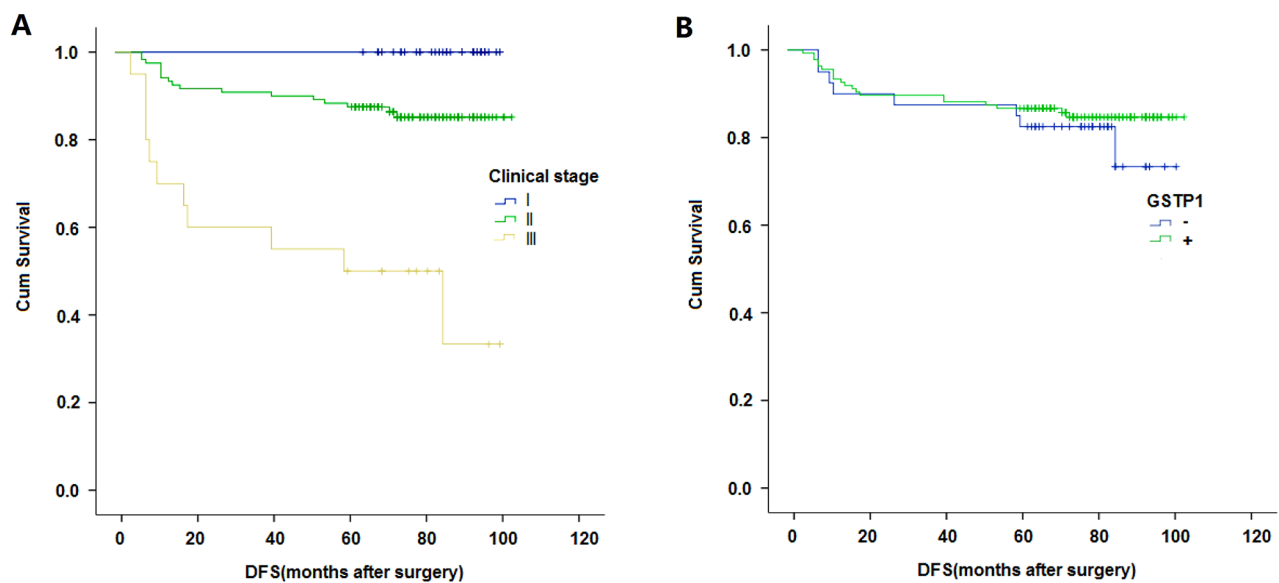 A
1.0
0.8
0.6
0.4
0.2
0.0
Cum Survival
0 20 40 60 80 100 120
DFS(months after surgery)
Clinical stage
I
II
III
B
1.0
0.8
0.6
0.4
0.2
0.0
Cum Survival
0 20 40 60 80 100 120
DFS(months after surgery)
GSTP1
-
+